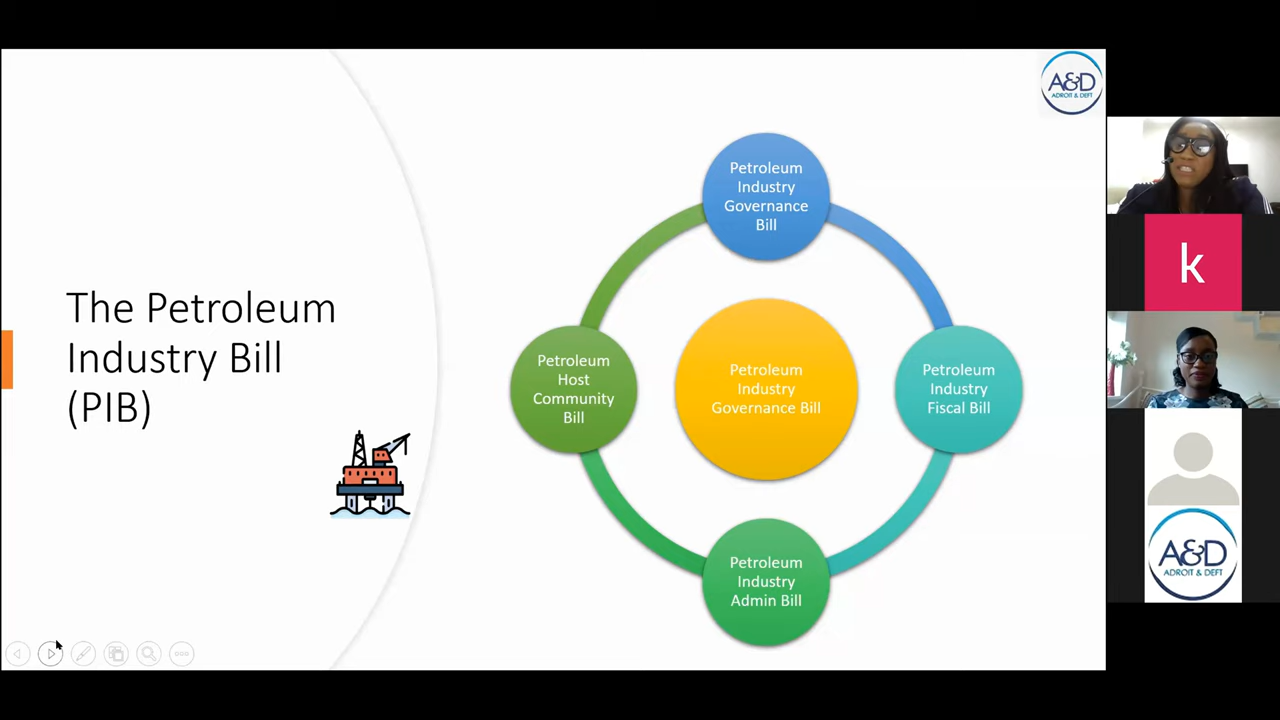 The Petroleum
Industry Bill
(PIB)
A&D
ADROIT & DEFT
Petroleum
Industry
Governance
Bill
Petroleum
Host
Community
Bill
Petroleum
Industry
Governance Bill
Petroleum
Industry
Fiscal Bill
Petroleum
Industry
Admin Bill
k
A&D
ADROIT & DEFT